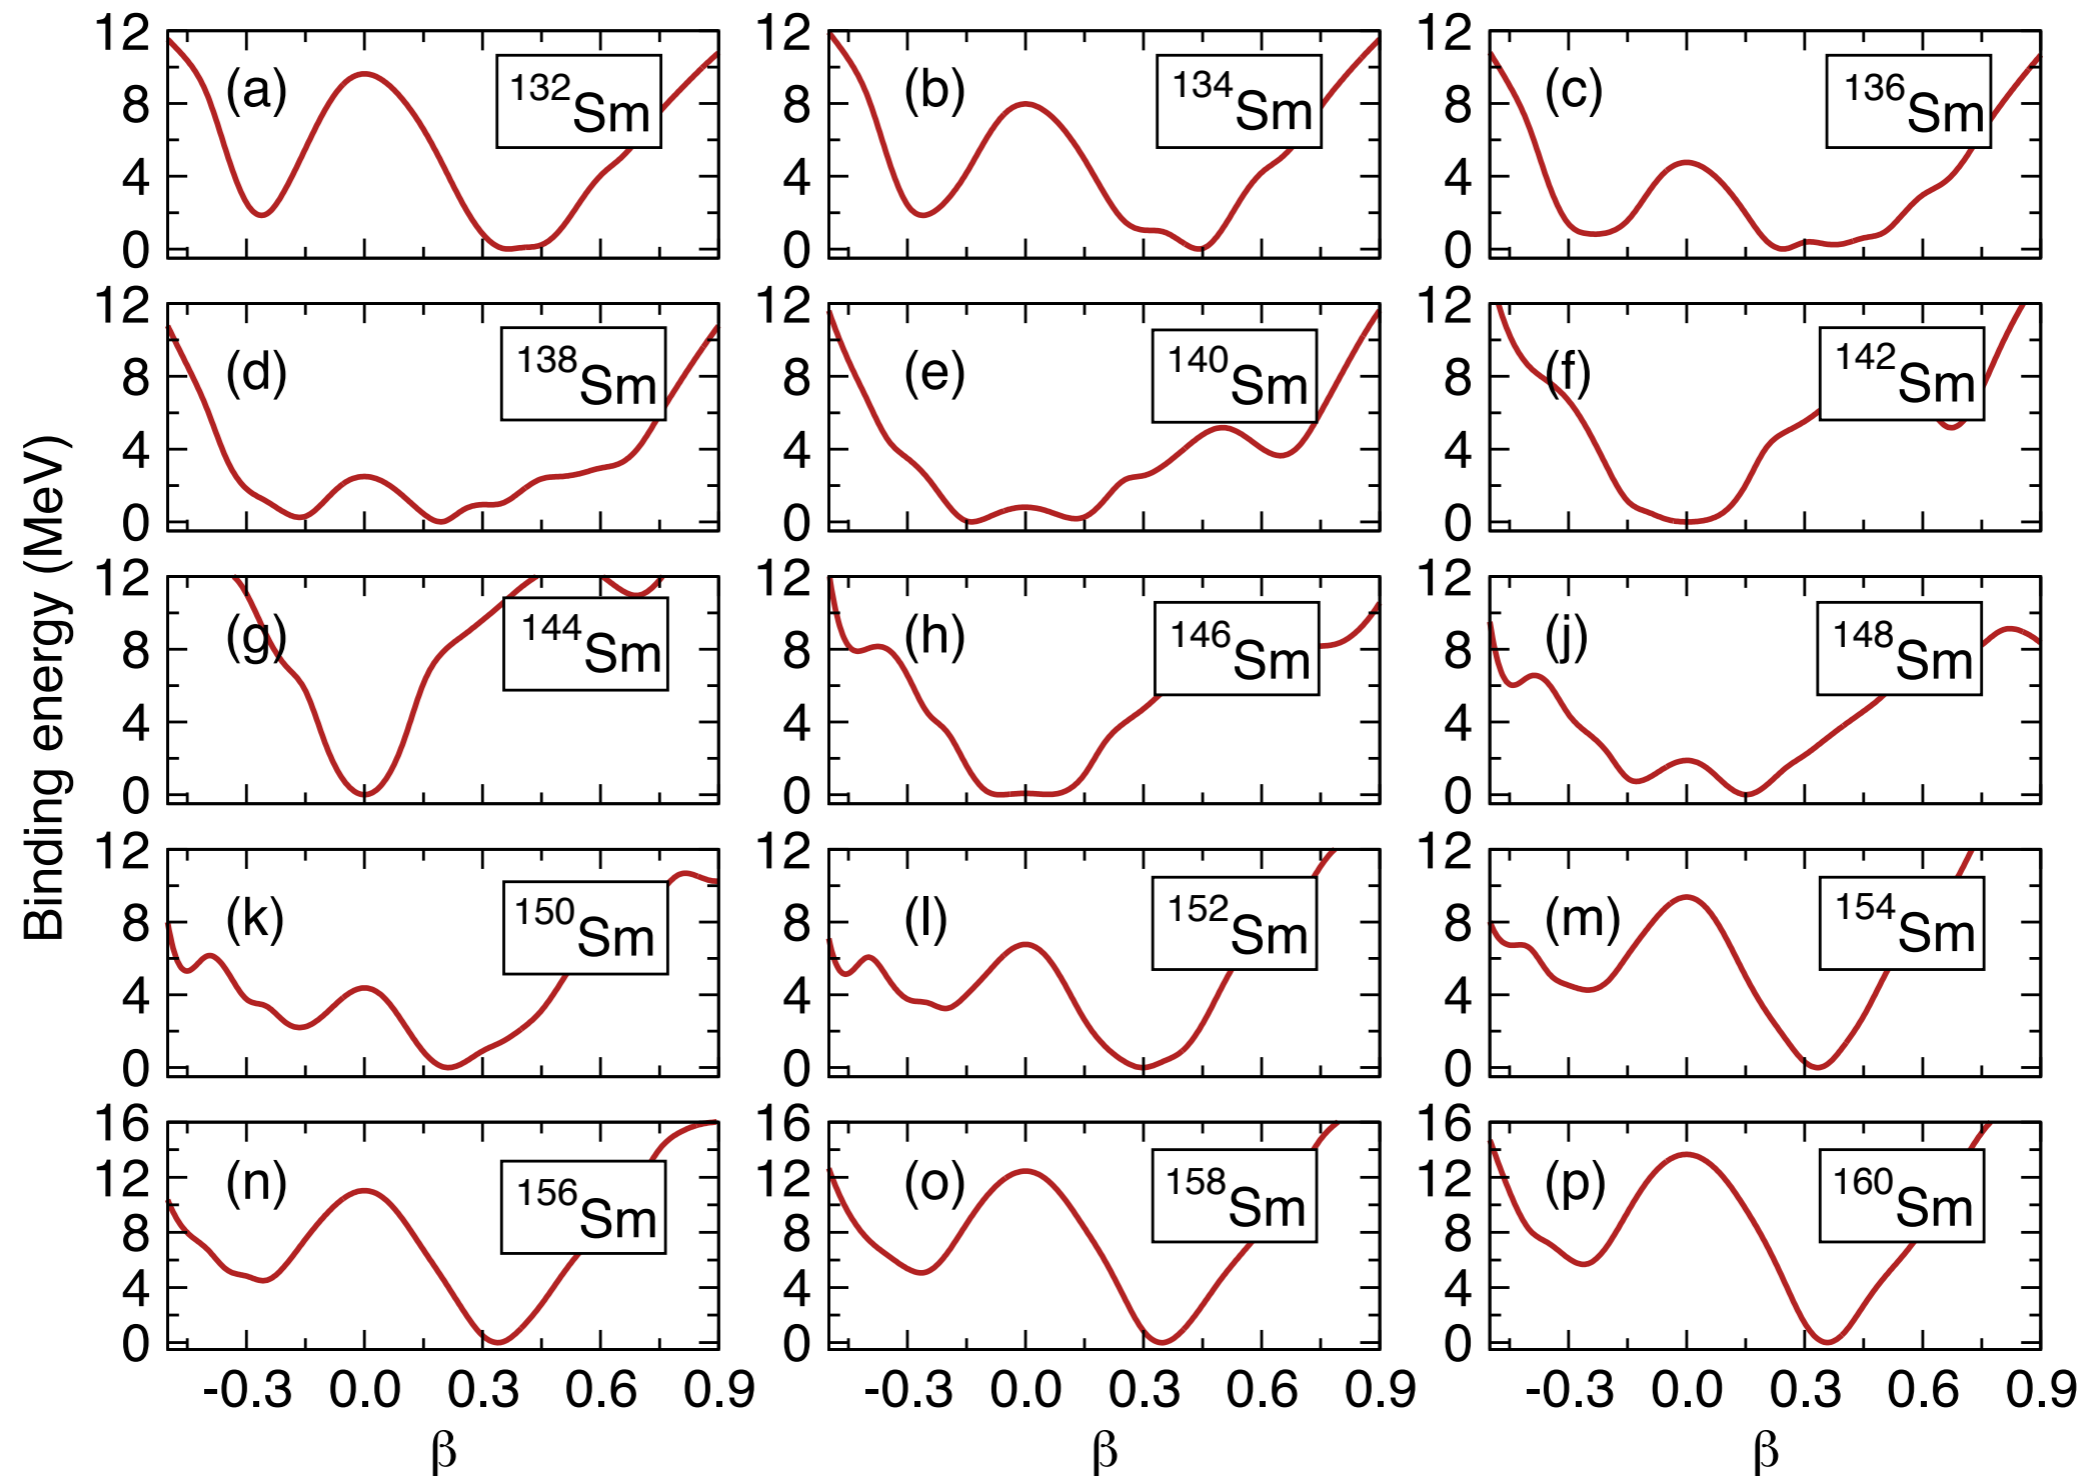 12 12 12
8 (a) 132Sm 8 (b) 134Sm 8 (c) 136Sm
4 4 4
0 0 0
12 12 12
8 (d) 138Sm 8 (e) 140Sm 8 (f) 142Sm
4 4 4
0 0 0
Binding energy (MeV)
12 12 12
8 (g) 144Sm 8 (h) 146Sm 8 (j) 148Sm
4 4 4
0 0 0
12 12 12
8 (k) 150Sm 8 (l) 152Sm 8 (m) 154Sm
4 4 4
0 0 0
16 16 16
12 (n) 156Sm 12 (o) 158Sm 12 (p) 160Sm
8 8 8
4 4 4
0 0 0
-0.3 0.0 0.3 0.6 0.9 -0.3 0.0 0.3 0.6 0.9 -0.3 0.0 0.3 0.6 0.9
β β β